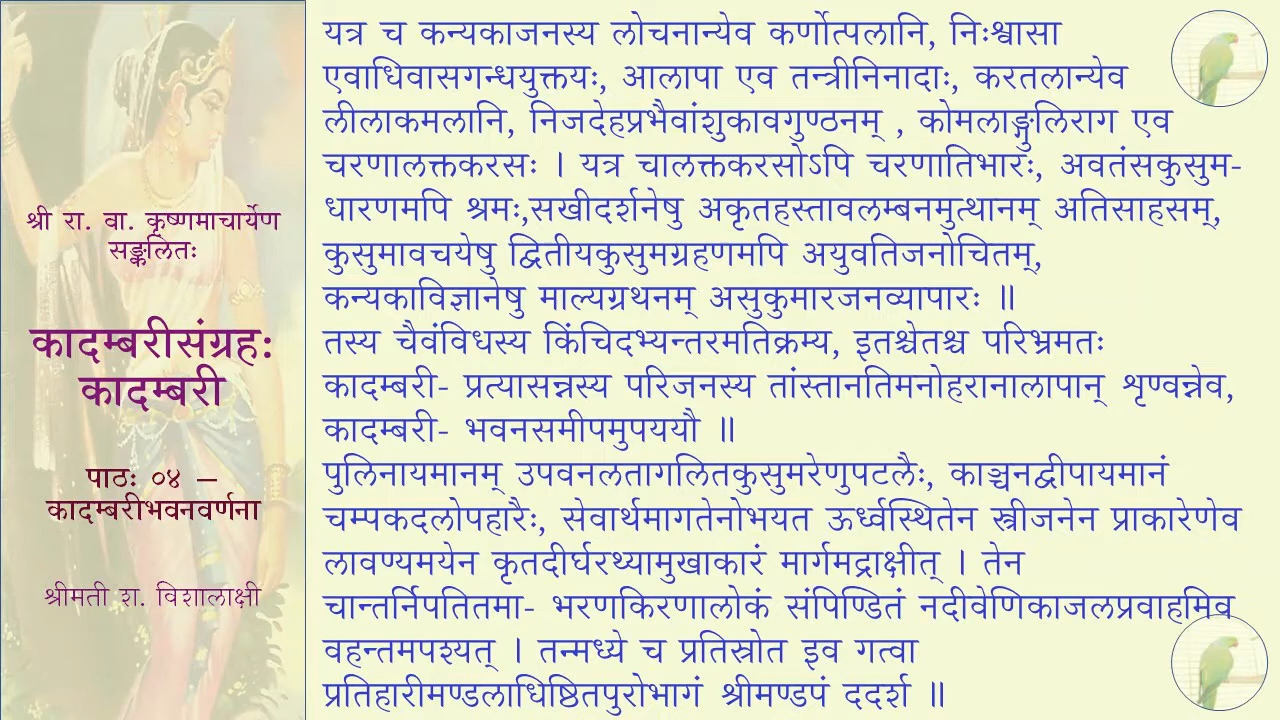 श्री रा. वा. कृष्णमाचार्येण
सङ्कलितः
कादम्बरीसंग्रहः
कादम्बरी
पाठः ०४ –
कादम्बरीभवनवर्णना
श्रीमती श. विशालाक्षी
यत्र च कन्यकाजनस्य लोचनान्येव कर्णोत्पलानि, निःश्वासा
एवाधिवासगन्धयुक्तयः, आलापा एव तन्त्रीनिनादाः, करतलान्येव
लीलाकमलानि, निजदेहप्रभैवांशुकावगुण्ठनम् , कोमलाङ्गुलिराग एव
चरणालक्तकरसः । यत्र चालक्तकरसोऽपि चरणातिभारः, अवतंसकुसुम-
धारणमपि श्रमः,सखीदर्शनेषु अकृतहस्तावलम्बनमुत्थानम् अतिसाहसम्,
कुसुमावचयेषु द्वितीयकुसुमग्रहणमपि अयुवतिजनोचितम्,
कन्यकाविज्ञानेषु माल्यग्रथनम् असुकुमारजनव्यापारः ॥
तस्य चैवंविधस्य किंचिदभ्यन्तरमतिक्रम्य, इतश्चेतश्च परिभ्रमतः
कादम्बरी- प्रत्यासन्नस्य परिजनस्य तांस्तानतिमनोहरानालापान् शृण्वन्नेव,
कादम्बरी- भवनसमीपमुपययौ ॥
पुलिनायमानम् उपवनलतागलितकुसुमरेणुपटलैः, काञ्चनद्वीपायमानं
चम्पकदलोपहारैः, सेवार्थमागतेनोभयत ऊर्ध्वस्थितेन स्त्रीजनेन प्राकारेणेव
लावण्यमयेन कृतदीर्घरथ्यामुखाकारं मार्गमद्राक्षीत् । तेन
चान्तर्निपतितमा- भरणकिरणालोकं संपिण्डितं नदीवेणिकाजलप्रवाहमिव
वहन्तमपश्यत् । तन्मध्ये च प्रतिस्रोत इव गत्वा
प्रतिहारीमण्डलाधिष्ठितपुरोभागं श्रीमण्डपं ददर्श ॥